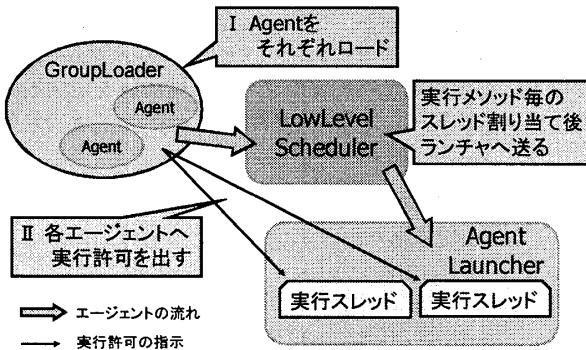 Ⅰ Agentを
それぞれロード
GroupLoader
Agent
Agent
LowLevel
Scheduler
実行メソッド毎の
スレッド割り当て後
ランチャへ送る
Ⅱ 各エージェントへ
実行許可を出す
Agent
Launcher
実行スレッド
実行スレッド
エージェントの流れ
実行許可の指示